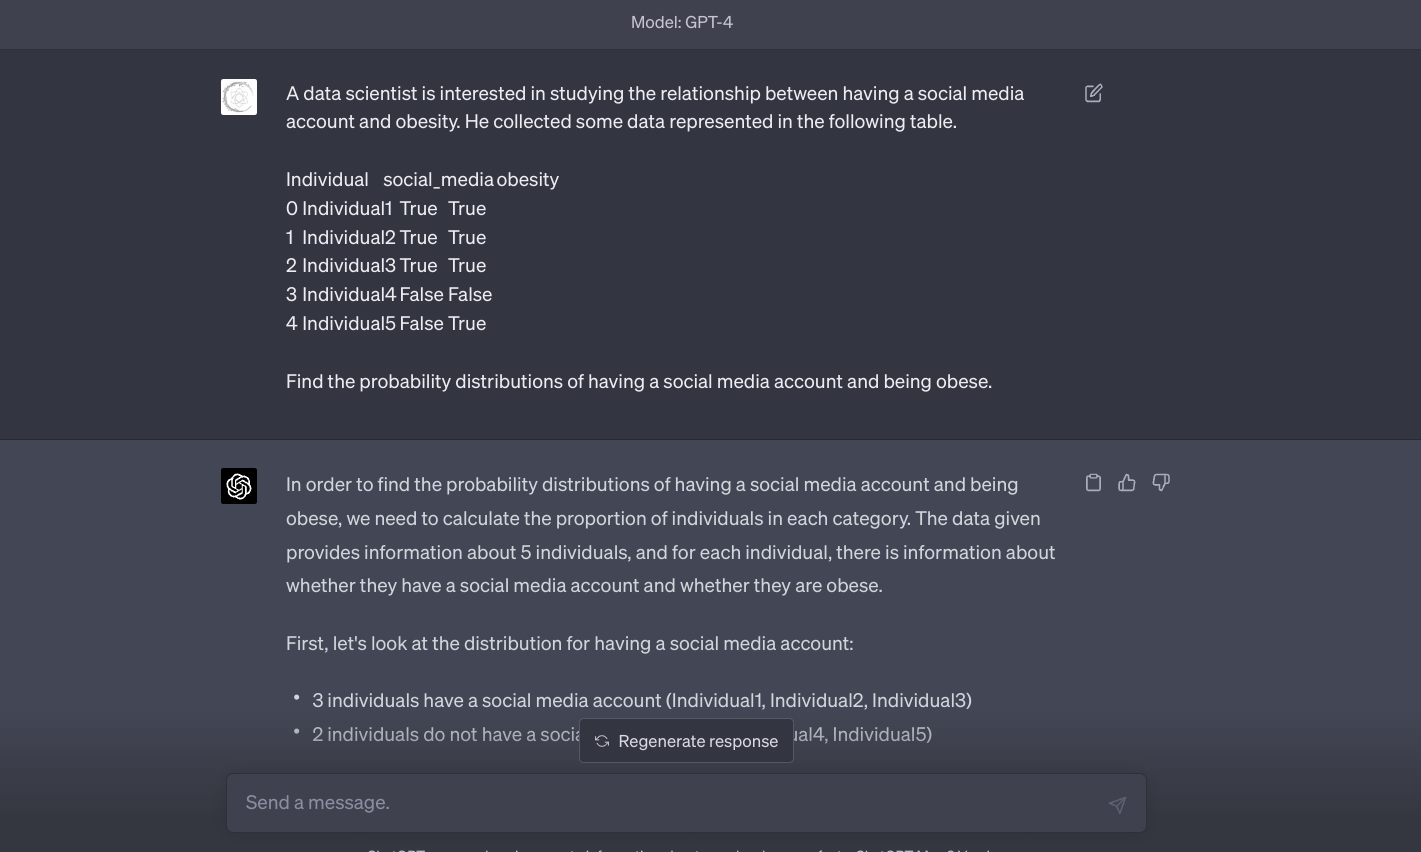 Model: GPT-4
A data scientist is interested in studying the relationship between having a social media
account and obesity. He collected some data represented in the following table.
Individual social_media obesity
0 Individual1 True True
1 Individual2 True True
2 Individual3 True True
3 Individual4 False False
4 Individual5 False True
Find the probability distributions of having a social media account and being obese.
In order to find the probability distributions of having a social media account and being
obese, we need to calculate the proportion of individuals in each category. The data given
provides information about 5 individuals, and for each individual, there is information about
whether they have a social media account and whether they are obese.
First, let's look at the distribution for having a social media account:
• 3 individuals have a social media account (Individual1, Individual2, Individual3)
• 2 individuals do not have a socia ual4, Individual5)
Regenerate response
Send a message.